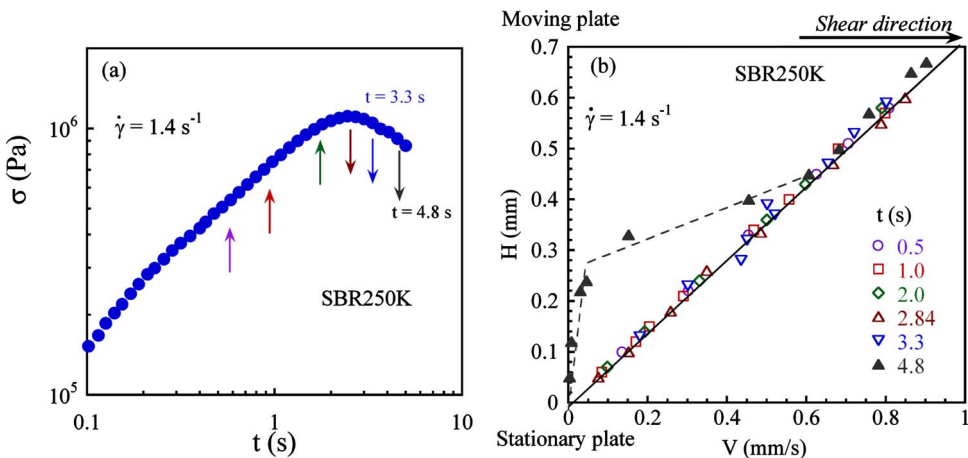 (a)
t = 3.3 s
γ̇ = 1.4 s⁻¹
t = 4.8 s
SBR250K
σ (Pa)
10⁶
10⁵
0.1
1
10
t (s)
Moving plate
Shear direction
(b)
SBR250K
γ̇ = 1.4 s⁻¹
H (mm)
0.7
0.6
0.5
0.4
0.3
0.2
0.1
0
t (s)
0.5
1.0
2.0
2.84
3.3
4.8
0
0.2
0.4
0.6
0.8
1
Stationary plate
V (mm/s)